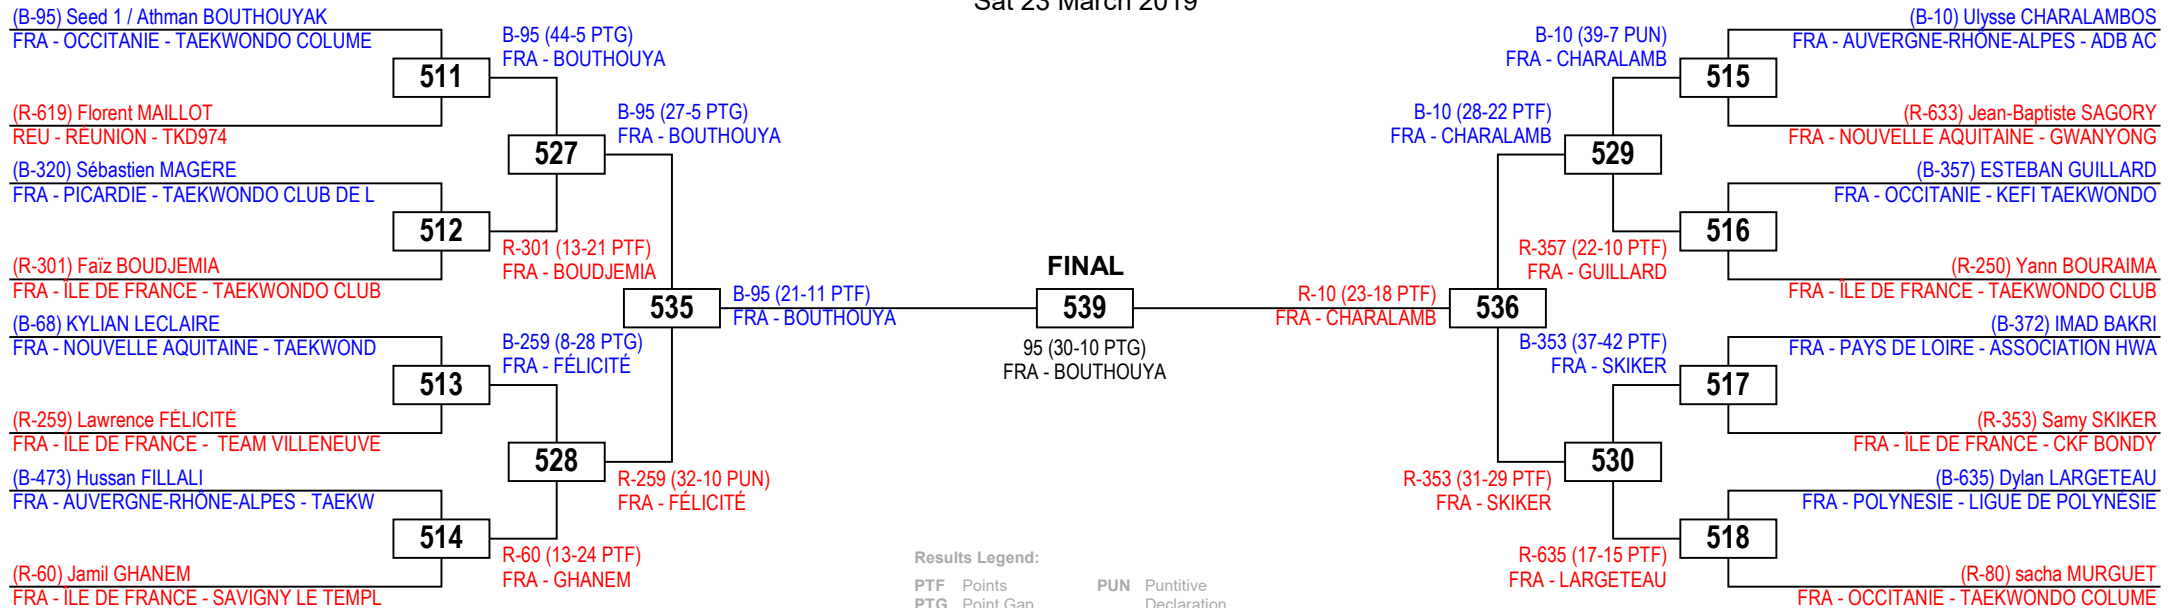 Sat 23 March 2019
(B-95) Seed 1 / Athman BOUTHOUYAK
FRA - OCCITANIE - TAEKWONDO COLUME
511
(R-619) Florent MAILLOT
REU - RÉUNION - TKD974
(B-320) Sébastien MAGÈRE
FRA - PICARDIE - TAEKWONDO CLUB DE L
512
(R-301) Faïz BOUDJEMIA
FRA - ÎLE DE FRANCE - TAEKWONDO CLUB
(B-68) KYLIAN LECLAIRE
FRA - NOUVELLE AQUITAINE - TAEKWOND
513
(R-259) Lawrence FÉLICITÉ
FRA - ÎLE DE FRANCE - TEAM VILLENEUVE
(B-473) Hussan FILLALI
FRA - AUVERGNE-RHÔNE-ALPES - TAEKW
514
(R-60) Jamil GHANEM
FRA - ÎLE DE FRANCE - SAVIGNY LE TEMPL
B-95 (44-5 PTG)
FRA - BOUTHOUYA
527
R-301 (13-21 PTF)
FRA - BOUDJEMIA
B-259 (8-28 PTG)
FRA - FÉLICITÉ
528
R-60 (13-24 PTF)
FRA - GHANEM
B-95 (27-5 PTG)
FRA - BOUTHOUYA
535
R-259 (32-10 PUN)
FRA - FÉLICITÉ
B-95 (21-11 PTF)
FRA - BOUTHOUYA
FINAL
539
95 (30-10 PTG)
FRA - BOUTHOUYA
R-10 (23-18 PTF)
FRA - CHARALAMB
B-10 (28-22 PTF)
FRA - CHARALAMB
536
R-353 (31-29 PTF)
FRA - SKIKER
B-10 (39-7 PUN)
FRA - CHARALAMB
529
R-357 (22-10 PTF)
FRA - GUILLARD
B-353 (37-42 PTF)
FRA - SKIKER
530
R-635 (17-15 PTF)
FRA - LARGETEAU
(B-10) Ulysse CHARALAMBOS
FRA - AUVERGNE-RHÔNE-ALPES - ADB AC
515
(R-633) Jean-Baptiste SAGORY
FRA - NOUVELLE AQUITAINE - GWANYONG
(B-357) ESTEBAN GUILLARD
FRA - OCCITANIE - KEFI TAEKWONDO
516
(R-250) Yann BOURAIMA
FRA - ÎLE DE FRANCE - TAEKWONDO CLUB
(B-372) IMAD BAKRI
FRA - PAYS DE LOIRE - ASSOCIATION HWA
517
(R-353) Samy SKIKER
FRA - ÎLE DE FRANCE - CKF BONDY
(B-635) Dylan LARGETEAU
FRA - POLYNESIE - LIGUE DE POLYNÉSIE
518
(R-80) sacha MURGUET
FRA - OCCITANIE - TAEKWONDO COLUME
Results Legend:
PTF Points PUN Puntitive
PTG Point Gap Declaration